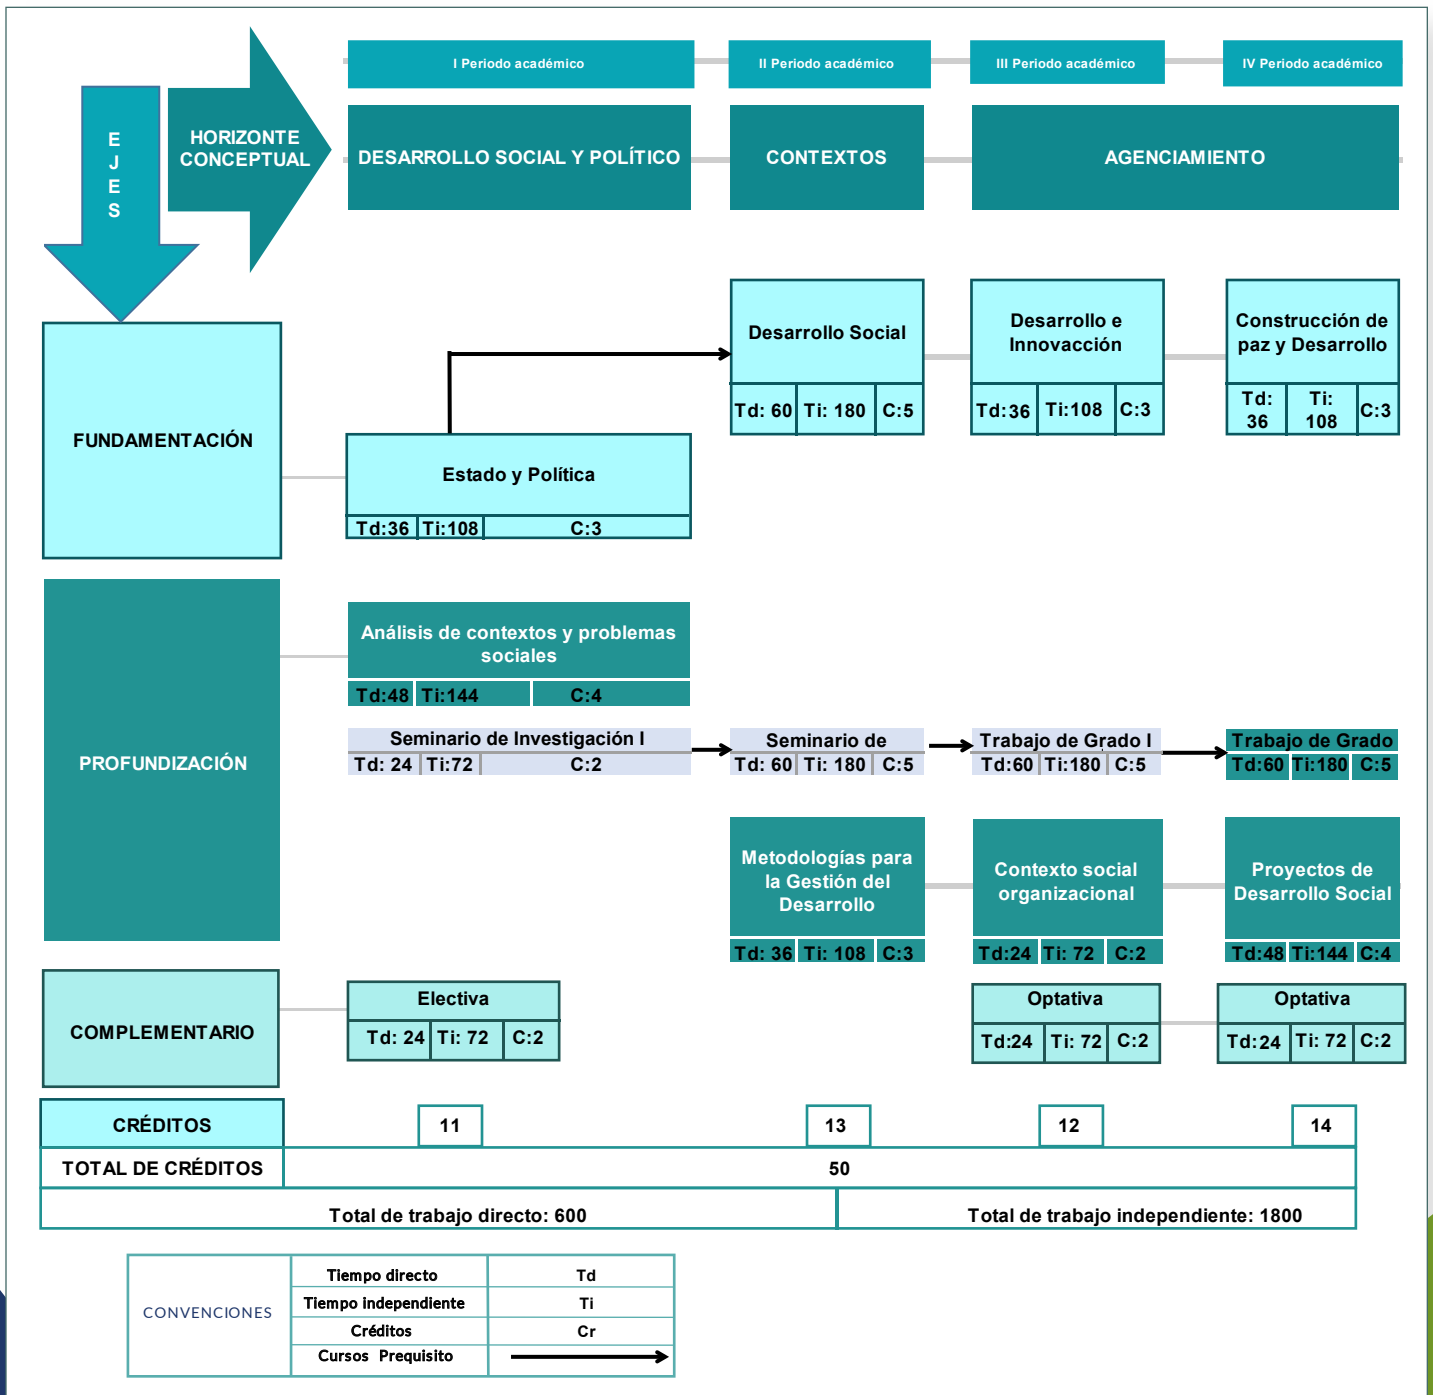 I Periodo académico
II Periodo académico
III Periodo académico
IV Periodo académico
E
J
E
S
HORIZONTE
CONCEPTUAL
DESARROLLO SOCIAL Y POLÍTICO
CONTEXTOS
AGENCIAMIENTO
FUNDAMENTACIÓN
Estado y Política
Td:36 Ti:108 C:3
Desarrollo Social
Td: 60 Ti: 180 C:5
Desarrollo e
Innovacción
Td:36 Ti:108 C:3
Construcción de
paz y Desarrollo
Td:
36
Ti:
108
C:3
PROFUNDIZACIÓN
Análisis de contextos y problemas
sociales
Td:48 Ti:144 C:4
Seminario de Investigación I
Td: 24 Ti:72 C:2
Seminario de
Td: 60 Ti: 180 C:5
Trabajo de Grado I
Td:60 Ti:180 C:5
Trabajo de Grado
Td:60 Ti:180 C:5
Metodologías para
la Gestión del
Desarrollo
Td: 36 Ti: 108 C:3
Contexto social
organizacional
Td:24 Ti: 72 C:2
Proyectos de
Desarrollo Social
Td:48 Ti:144 C:4
COMPLEMENTARIO
Electiva
Td: 24 Ti: 72 C:2
Optativa
Td:24 Ti: 72 C:2
Optativa
Td:24 Ti: 72 C:2
CRÉDITOS 11 13 12 14
TOTAL DE CRÉDITOS 50
Total de trabajo directo: 600 Total de trabajo independiente: 1800
CONVENCIONES
Tiempo directo Td
Tiempo independiente Ti
Créditos Cr
Cursos Prequisito